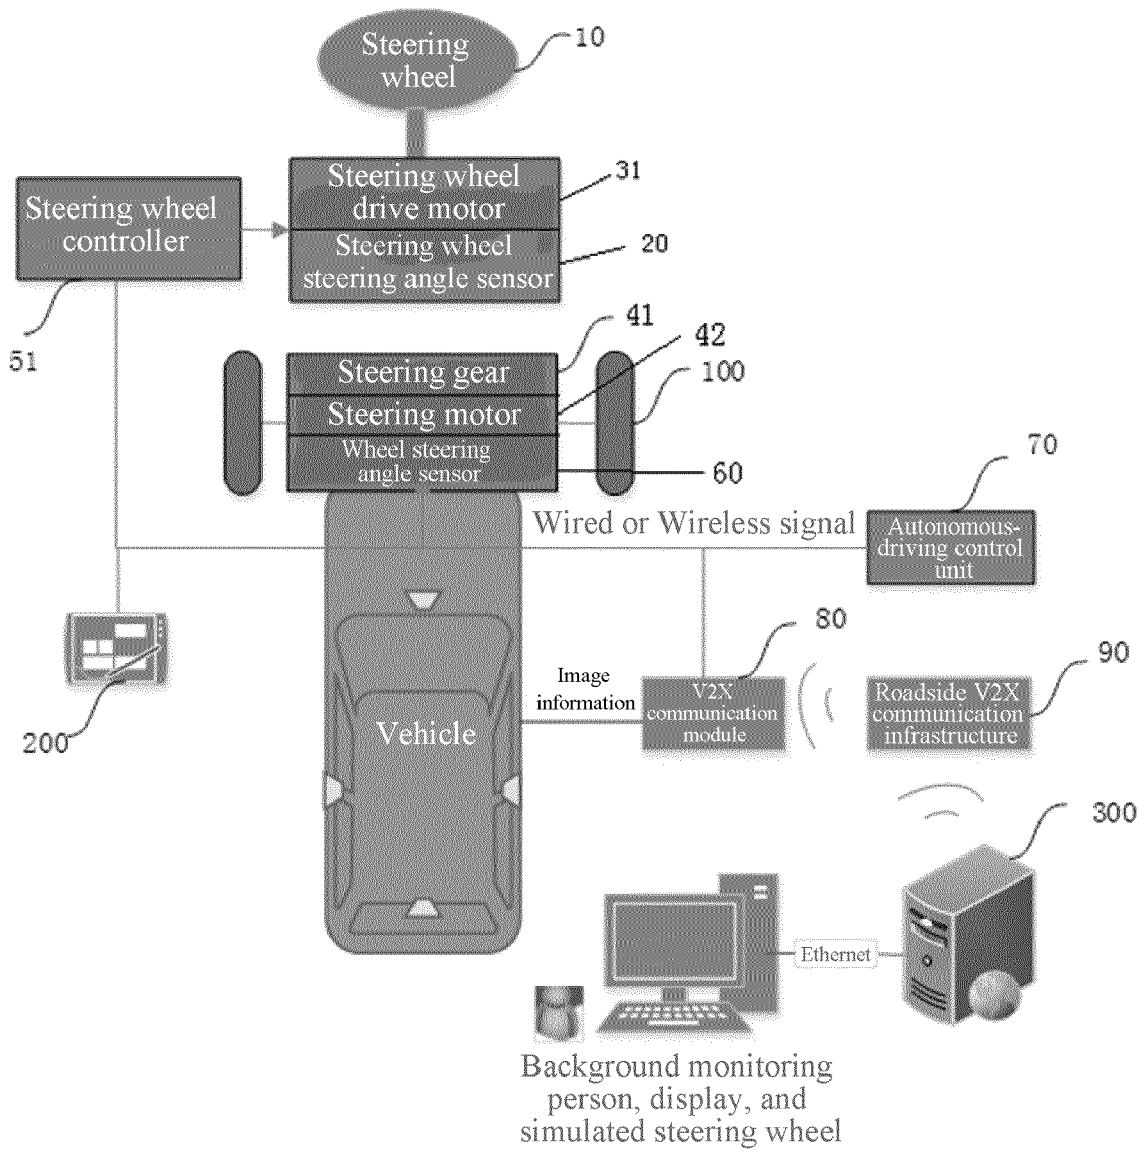 Steering
wheel
10
Steering wheel
drive motor
31
Steering wheel
controller
Steering wheel
steering angle sensor
20
51
41
42
Steering gear
100
Steering motor
Wheel steering
angle sensor
60
70
Wired or Wireless signal
Autonomous-
driving control
unit
80
90
Image
information
V2X
communication
module
Roadside V2X
communication
infrastructure
200
Vehicle
300
Ethernet
Background monitoring
person, display, and
simulated steering wheel